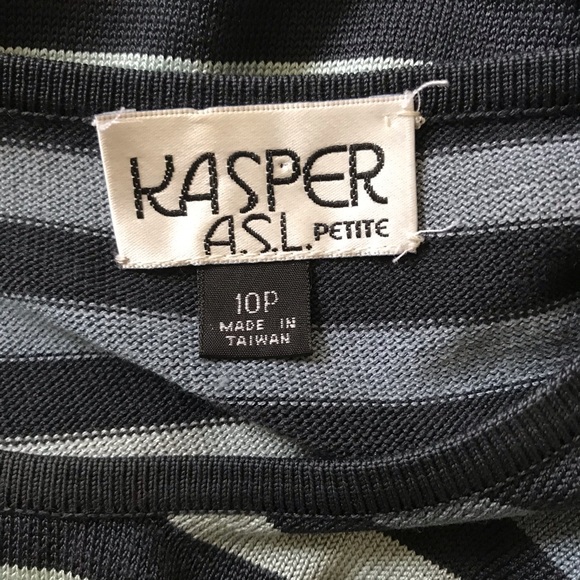 KASPER
A.S.L. PETITE
10P
MADE IN
TAIWAN